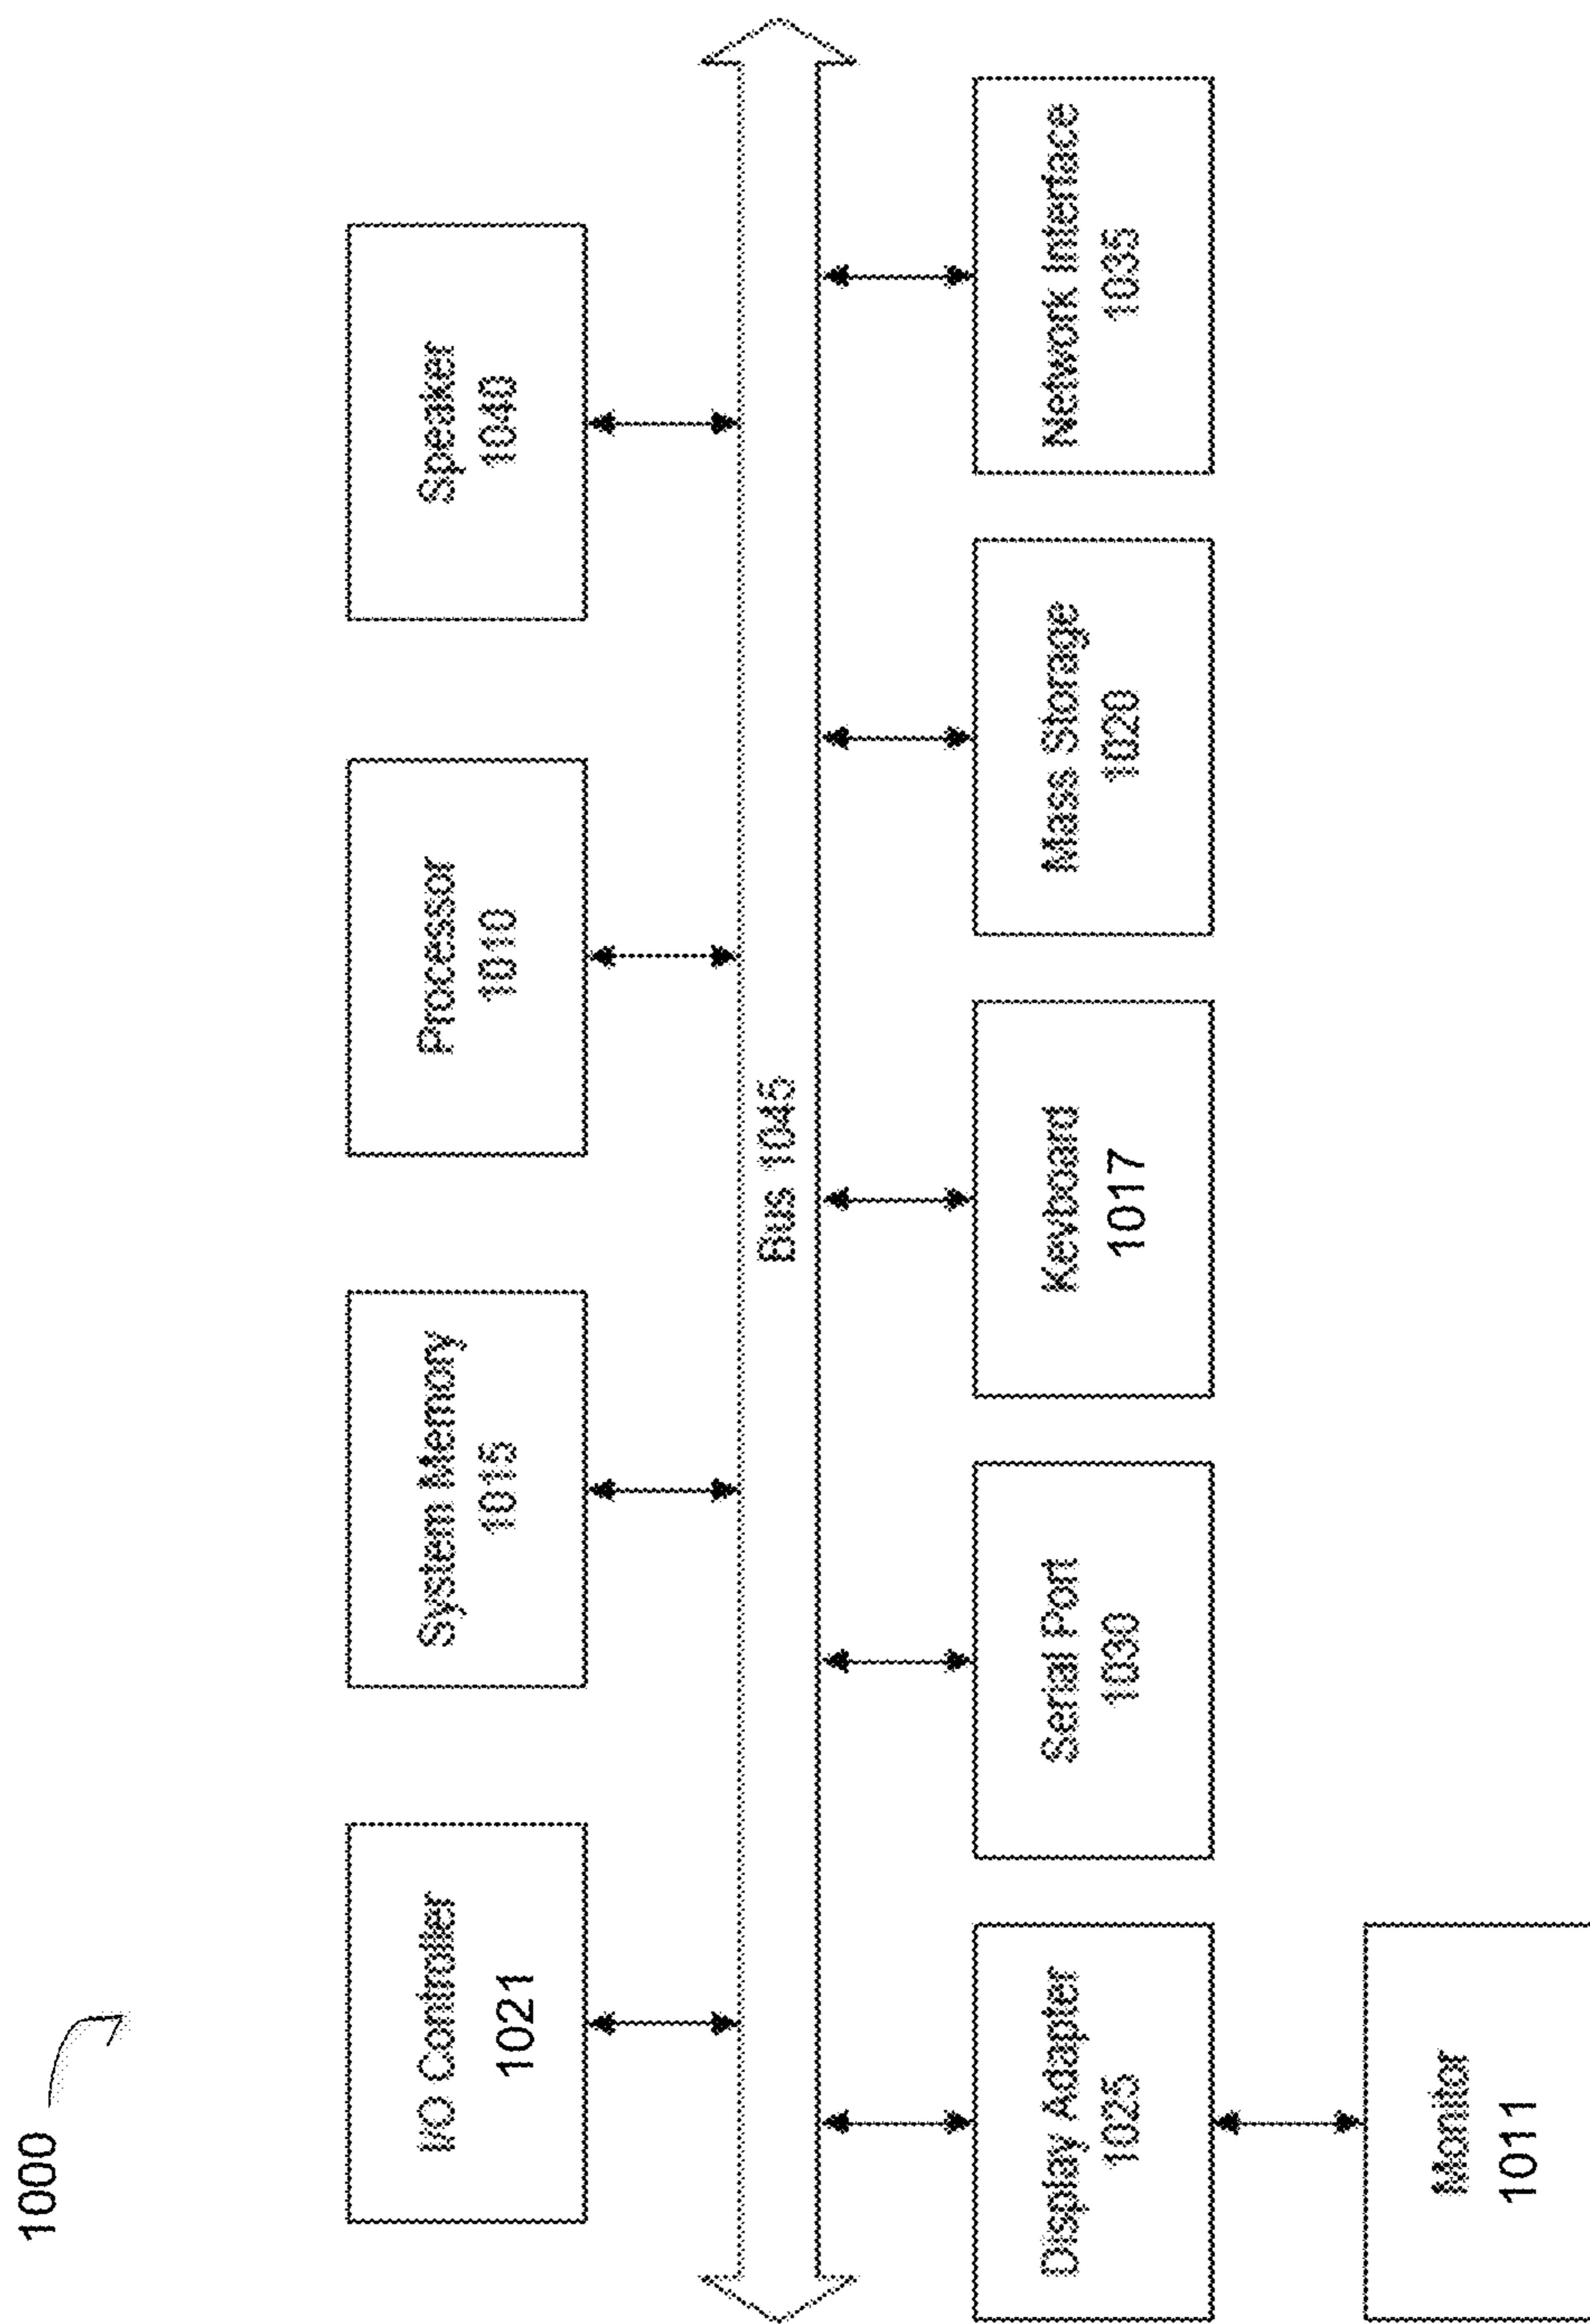 1000
I/O Controller
1021
System Memory
1015
Processor
1010
Speaker
1040
Bus 1045
Display Adapter
1025
Serial Port
1030
Keyboard
1017
Mass Storage
1020
Network Interface
1035
Monitor
1011